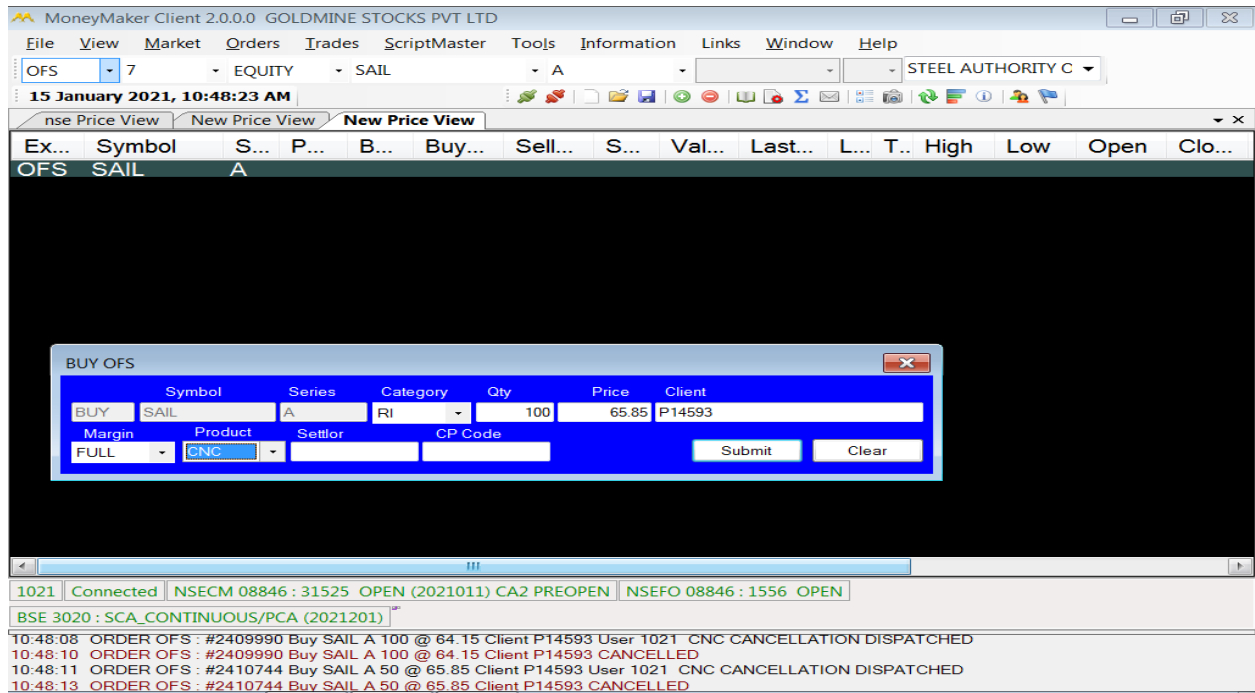 MoneyMaker Client 2.0.0.0 GOLDMINE STOCKS PVT LTD
File View Market Orders Trades ScriptMaster Tools Information Links Window Help
OFS 7 EQUITY SAIL A STEEL AUTHORITY C
15 January 2021, 10:48:23 AM
nse Price View New Price View New Price View
Ex... Symbol S... P... B... Buy... Sell... S... Val... Last... L... T.. High Low Open Clo...
OFS SAIL A
BUY OFS
Symbol Series Category Qty Price Client
BUY SAIL A RI 100 65.85 P14593
Margin Product Settlor CP Code
FULL CNC Submit Clear
1021 Connected NSECM 08846 : 31525 OPEN (2021011) CA2 PREOPEN NSEFO 08846 : 1556 OPEN
BSE 3020 : SCA_CONTINUOUS/PCA (2021201)
10:48:08 ORDER OFS : #2409990 Buy SAIL A 100 @ 64.15 Client P14593 User 1021 CNC CANCELLATION DISPATCHED
10:48:10 ORDER OFS : #2409990 Buy SAIL A 100 @ 64.15 Client P14593 CANCELLED
10:48:11 ORDER OFS : #2410744 Buy SAIL A 50 @ 65.85 Client P14593 User 1021 CNC CANCELLATION DISPATCHED
10:48:13 ORDER OFS : #2410744 Buy SAIL A 50 @ 65.85 Client P14593 CANCELLED